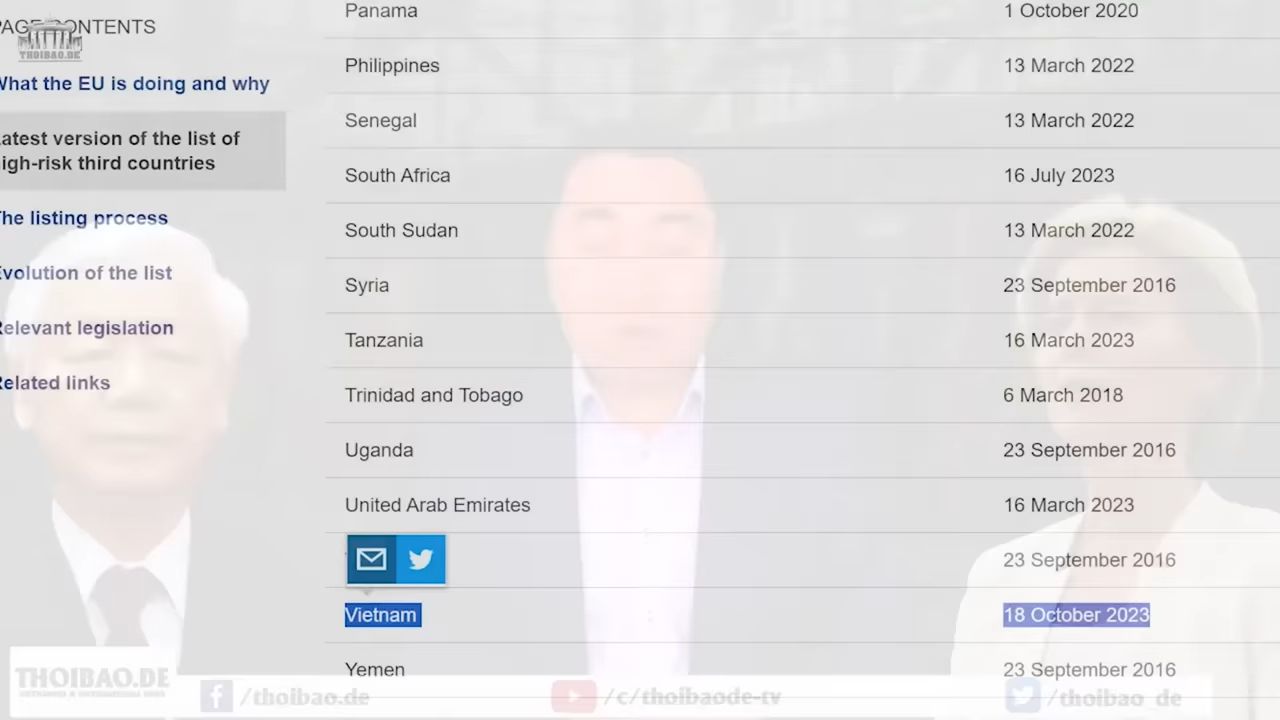 PAGE CONTENTS
THOIBAO.DE
What the EU is doing and why
Latest version of the list of
high-risk third countries
The listing process
Evolution of the list
Relevant legislation
Related links
Panama 1 October 2020
Philippines 13 March 2022
Senegal 13 March 2022
South Africa 16 July 2023
South Sudan 13 March 2022
Syria 23 September 2016
Tanzania 16 March 2023
Trinidad and Tobago 6 March 2018
Uganda 23 September 2016
United Arab Emirates 16 March 2023
23 September 2016
Vietnam 18 October 2023
Yemen 23 September 2016
THOIBAO.DE
/thoibao.de
/c/thoibaode-tv
/thoibao_de